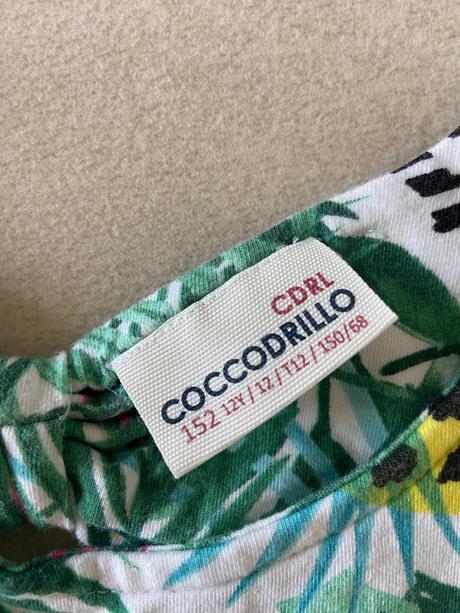 CDRL
COCCODRILLO
152 12Y / 12 / T12 / 150/68